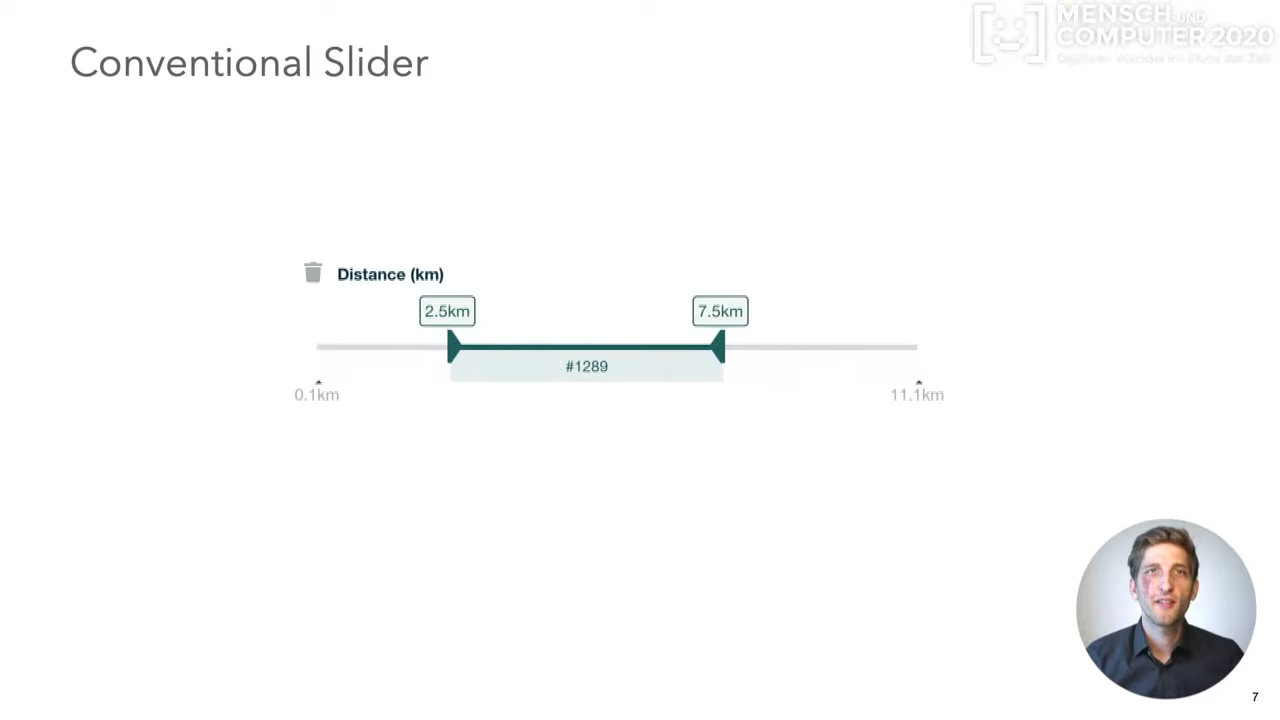 MENSCH UND
COMPUTER 2020
Conventional Slider
Distance (km)
2.5km 7.5km
#1289
0.1km 11.1km
7